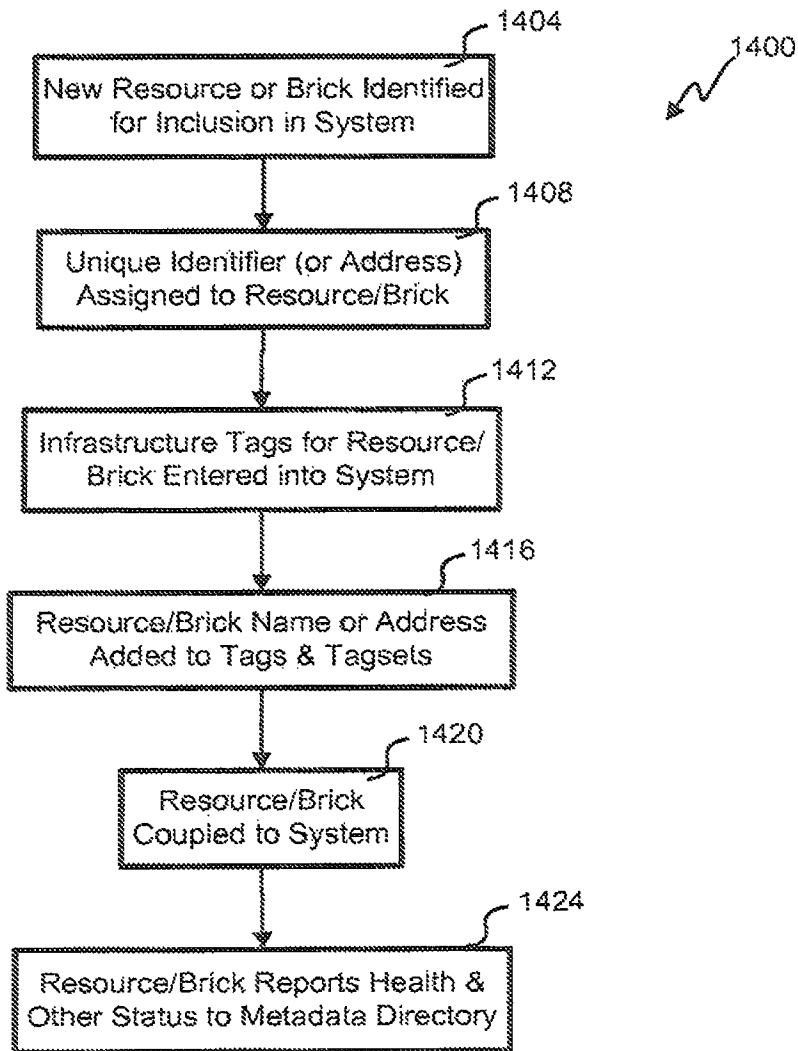 1404
1400
New Resource or Brick Identified
for Inclusion in System
1408
Unique Identifier (or Address)
Assigned to Resource/Brick
1412
Infrastructure Tags for Resource/
Brick Entered into System
1416
Resource/Brick Name or Address
Added to Tags & Tagsets
1420
Resource/Brick
Coupled to System
1424
Resource/Brick Reports Health &
Other Status to Metadata Directory